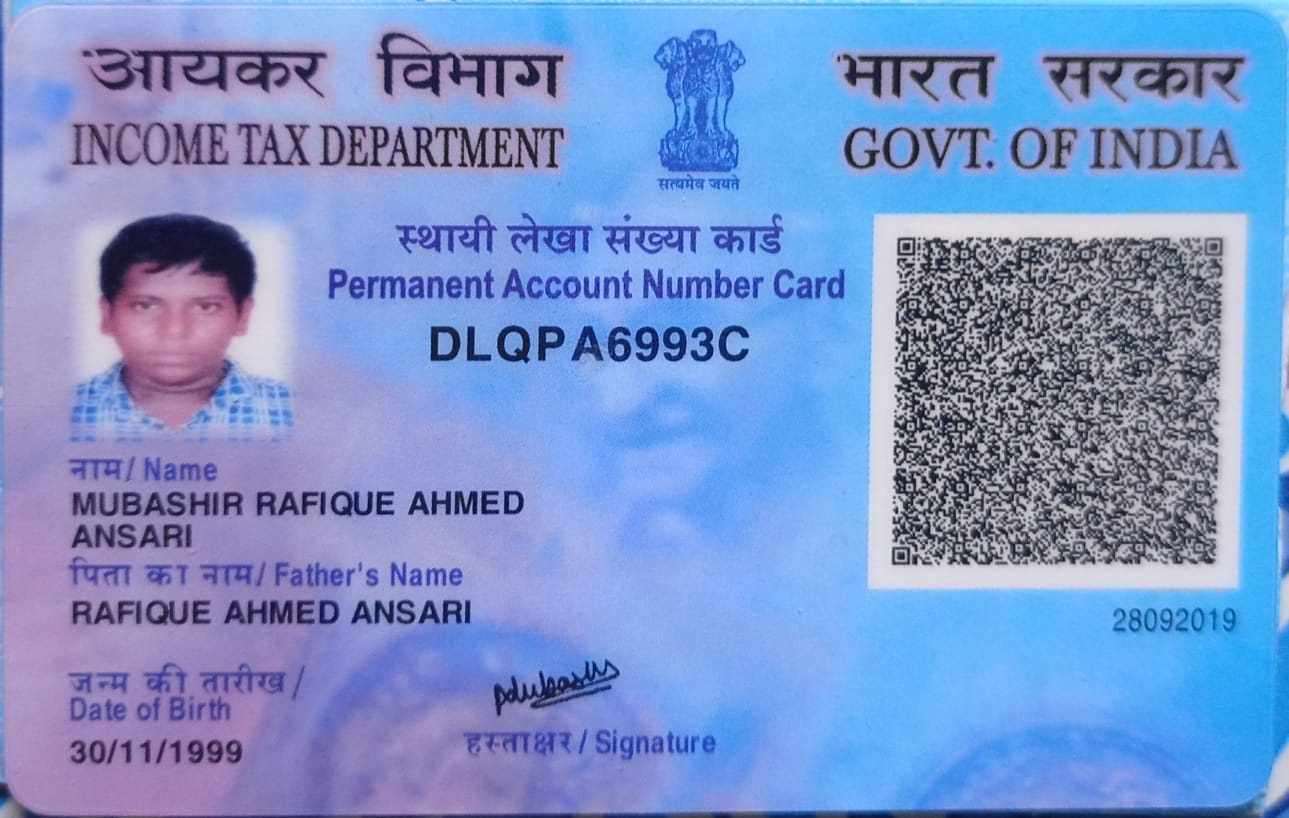 आयकर विभाग
INCOME TAX DEPARTMENT
भारत सरकार
GOVT. OF INDIA
सत्यमेव जयते
स्थायी लेखा संख्या कार्ड
Permanent Account Number Card
DLQPA6993C
नाम/ Name
MUBASHIR RAFIQUE AHMED
ANSARI
पिता का नाम/ Father's Name
RAFIQUE AHMED ANSARI
28092019
जन्म की तारीख /
Date of Birth
30/11/1999
हस्ताक्षर / Signature